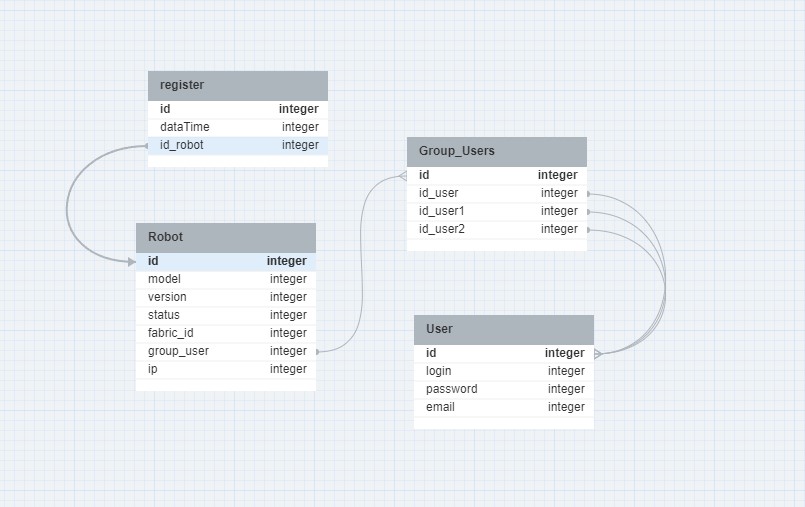 register
id integer
dataTime integer
id_robot integer
Group_Users
id integer
id_user integer
id_user1 integer
id_user2 integer
Robot
id integer
model integer
version integer
status integer
fabric_id integer
group_user integer
ip integer
User
id integer
login integer
password integer
email integer